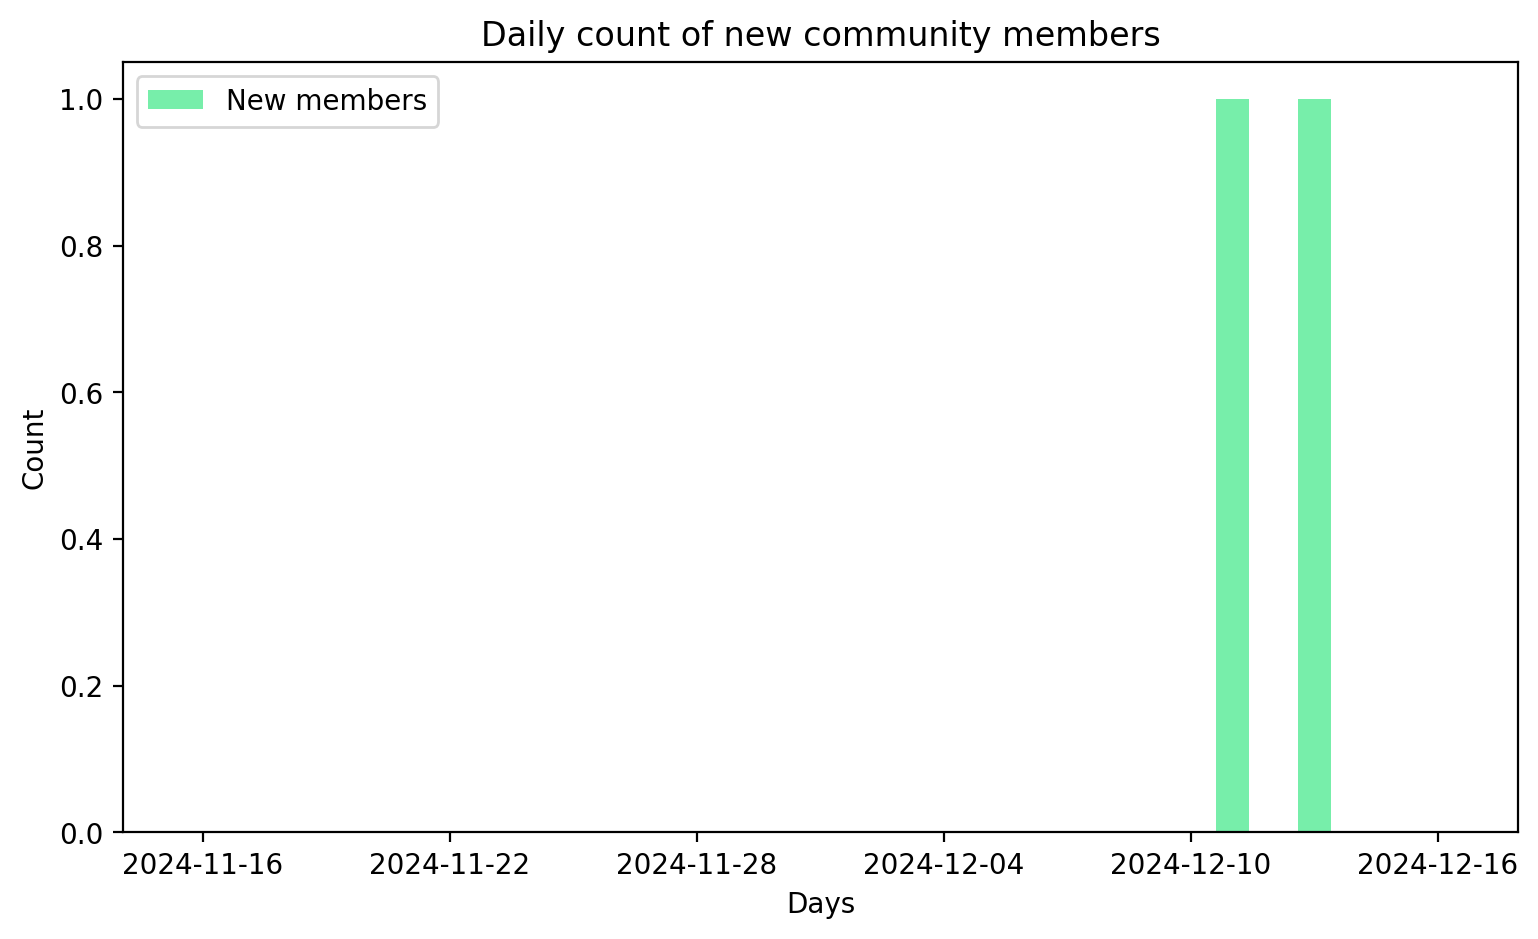 Daily count of new community members
New members
1.0
0.8
0.6
0.4
0.2
0.0
Count
2024-11-16 2024-11-22 2024-11-28 2024-12-04 2024-12-10 2024-12-16
Days